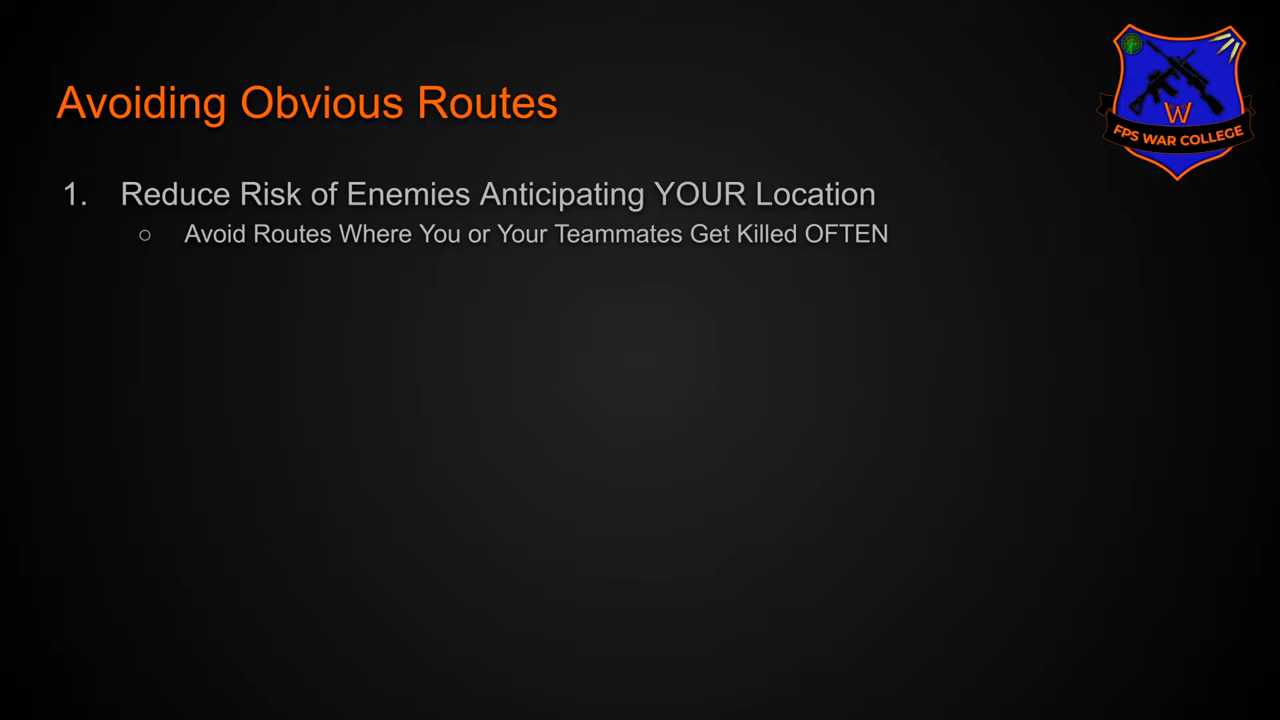 Avoiding Obvious Routes
1. Reduce Risk of Enemies Anticipating YOUR Location
○ Avoid Routes Where You or Your Teammates Get Killed OFTEN
W
FPS WAR COLLEGE